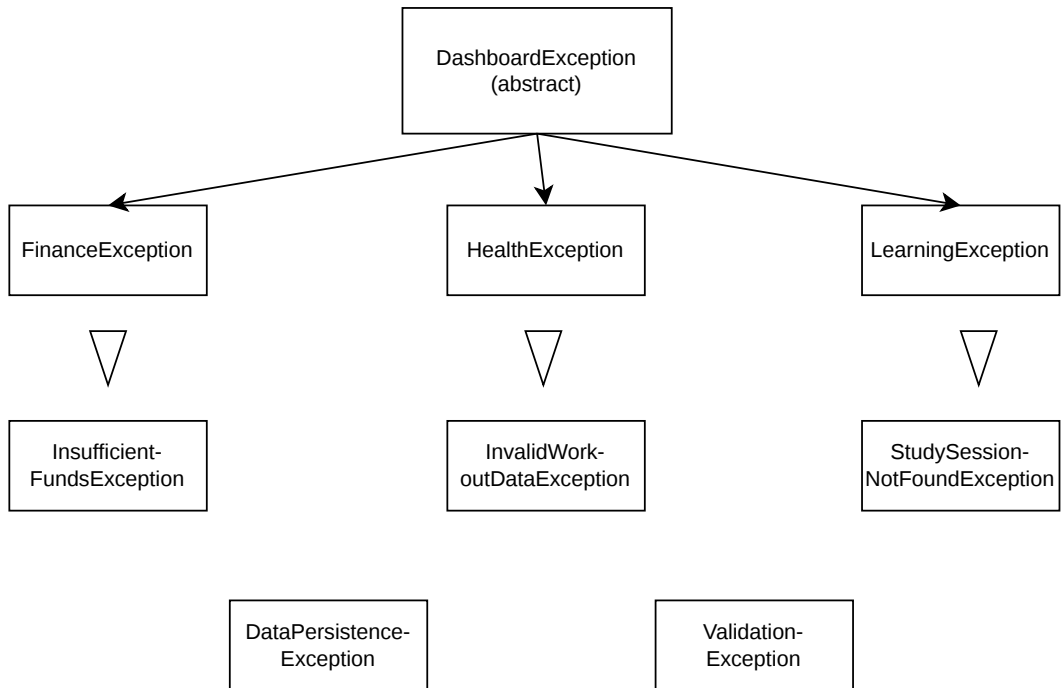 DashboardException
(abstract)
FinanceException
HealthException
LearningException
Insufficient-
FundsException
InvalidWork-
outDataException
StudySession-
NotFoundException
DataPersistence-
Exception
Validation-
Exception